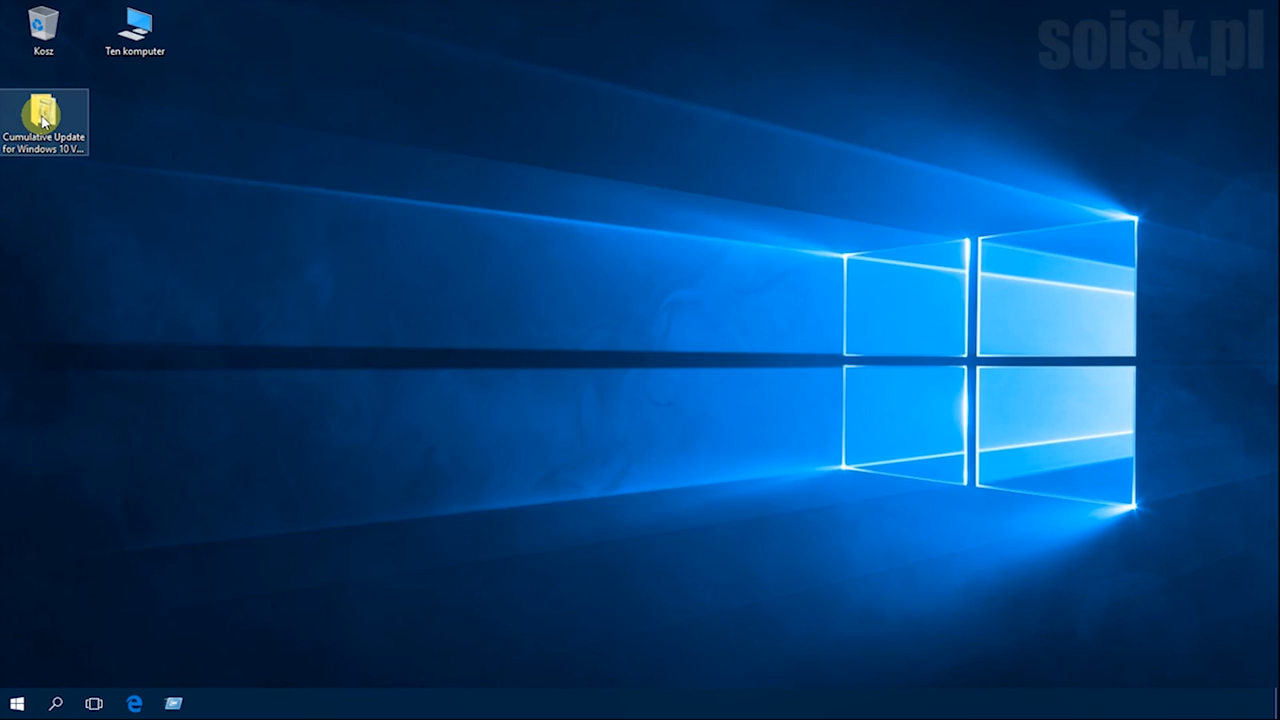 soisk.pl
Kosz
Ten komputer
Cumulative Update
for Windows 10 V...